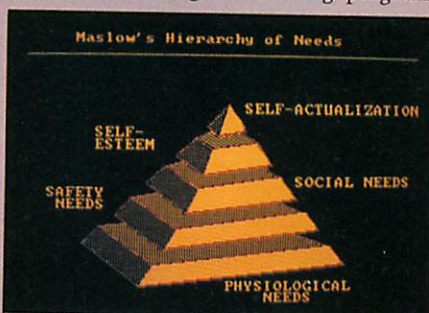 Maslow's Hierarchy of Needs
SELF-ACTUALIZATION
SELF-
ESTEEM
SOCIAL NEEDS
SAFETY
NEEDS
PHYSIOLOGICAL
NEEDS